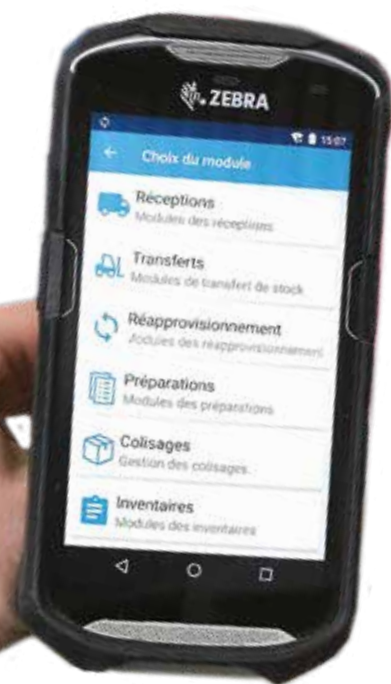 ZEBRA
15:07
Choix du module
Réceptions
Modules des réceptions
Transferts
Modules de transfert de stock
Réapprovisionnement
Modules des réapprovisionnement
Préparations
Modules des préparations
Colisages
Gestion des colisages
Inventaires
Modules des inventaires